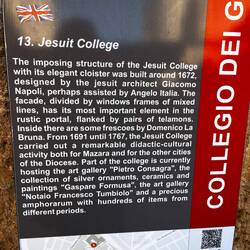 13. Jesuit College
The imposing structure of the Jesuit College
with its elegant cloister was built around 1672,
designed by the jesuit architect Giacomo
Napoli, perhaps assisted by Angelo Italia. The
facade, divided by windows frames of mixed
lines, has its most important element in the
rustic portal, flanked by pairs of telamons.
Inside there are some frescoes by Domenico La
Bruna. From 1691 until 1767, the Jesuit College
carried out a remarkable didactic-cultural
activity both for Mazara and for the other cities
of the Diocese. Part of the college is currently
hosting the art gallery "Pietro Consagra", the
collection of silver ornaments, ceramics and
paintings "Gaspare Formusa", the art gallery
"Notaio Francesco Tumbiolo" and a precious
amphorarum with hundreds of items from
different periods.
COLLEGIO DEI G